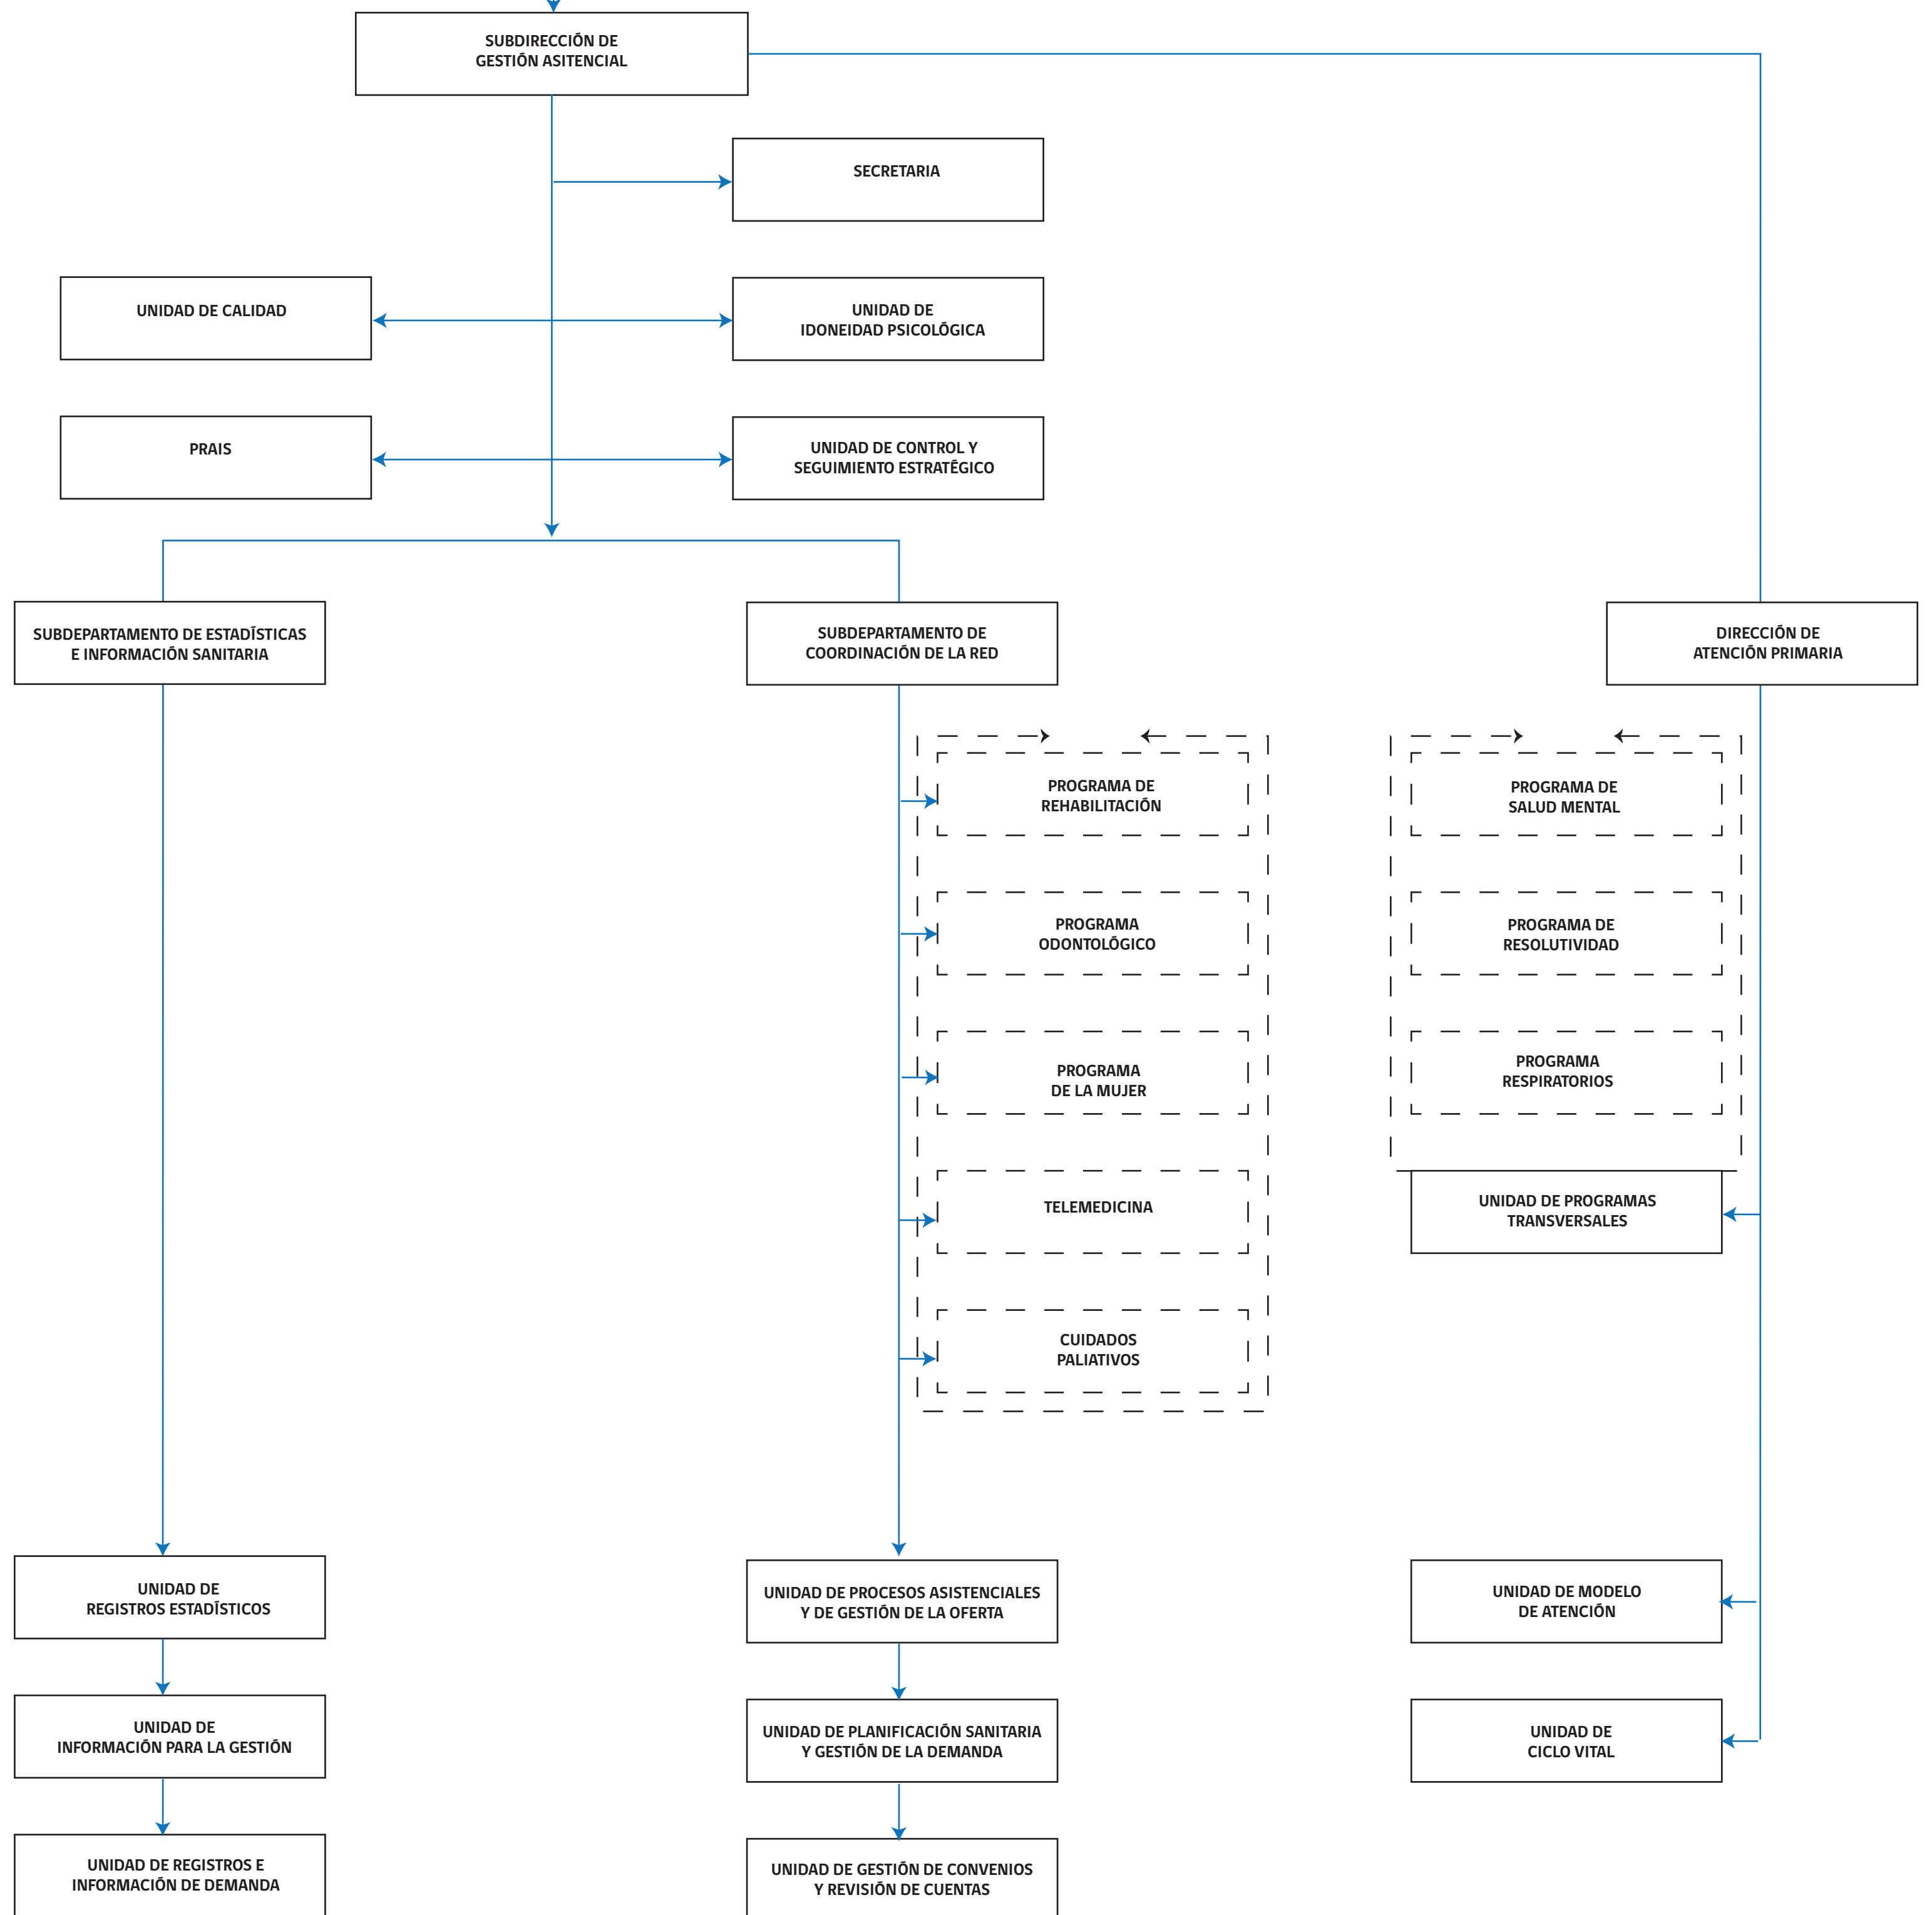 SUBDIRECCIÓN DE
GESTIÓN ASITENCIAL
SECRETARIA
UNIDAD DE CALIDAD
UNIDAD DE
IDONEIDAD PSICOLÓGICA
PRAIS
UNIDAD DE CONTROL Y
SEGUIMIENTO ESTRATÉGICO
SUBDEPARTAMENTO DE ESTADÍSTICAS
E INFORMACIÓN SANITARIA
SUBDEPARTAMENTO DE
COORDINACIÓN DE LA RED
DIRECCIÓN DE
ATENCIÓN PRIMARIA
PROGRAMA DE
REHABILITACIÓN
PROGRAMA DE
SALUD MENTAL
PROGRAMA
ODONTOLÓGICO
PROGRAMA DE
RESOLUTIVIDAD
PROGRAMA
DE LA MUJER
PROGRAMA
RESPIRATORIOS
TELEMEDICINA
UNIDAD DE PROGRAMAS
TRANSVERSALES
CUIDADOS
PALIATIVOS
UNIDAD DE
REGISTROS ESTADÍSTICOS
UNIDAD DE PROCESOS ASISTENCIALES
Y DE GESTIÓN DE LA OFERTA
UNIDAD DE MODELO
DE ATENCIÓN
UNIDAD DE
INFORMACIÓN PARA LA GESTIÓN
UNIDAD DE PLANIFICACIÓN SANITARIA
Y GESTIÓN DE LA DEMANDA
UNIDAD DE
CICLO VITAL
UNIDAD DE REGISTROS E
INFORMACIÓN DE DEMANDA
UNIDAD DE GESTIÓN DE CONVENIOS
Y REVISIÓN DE CUENTAS